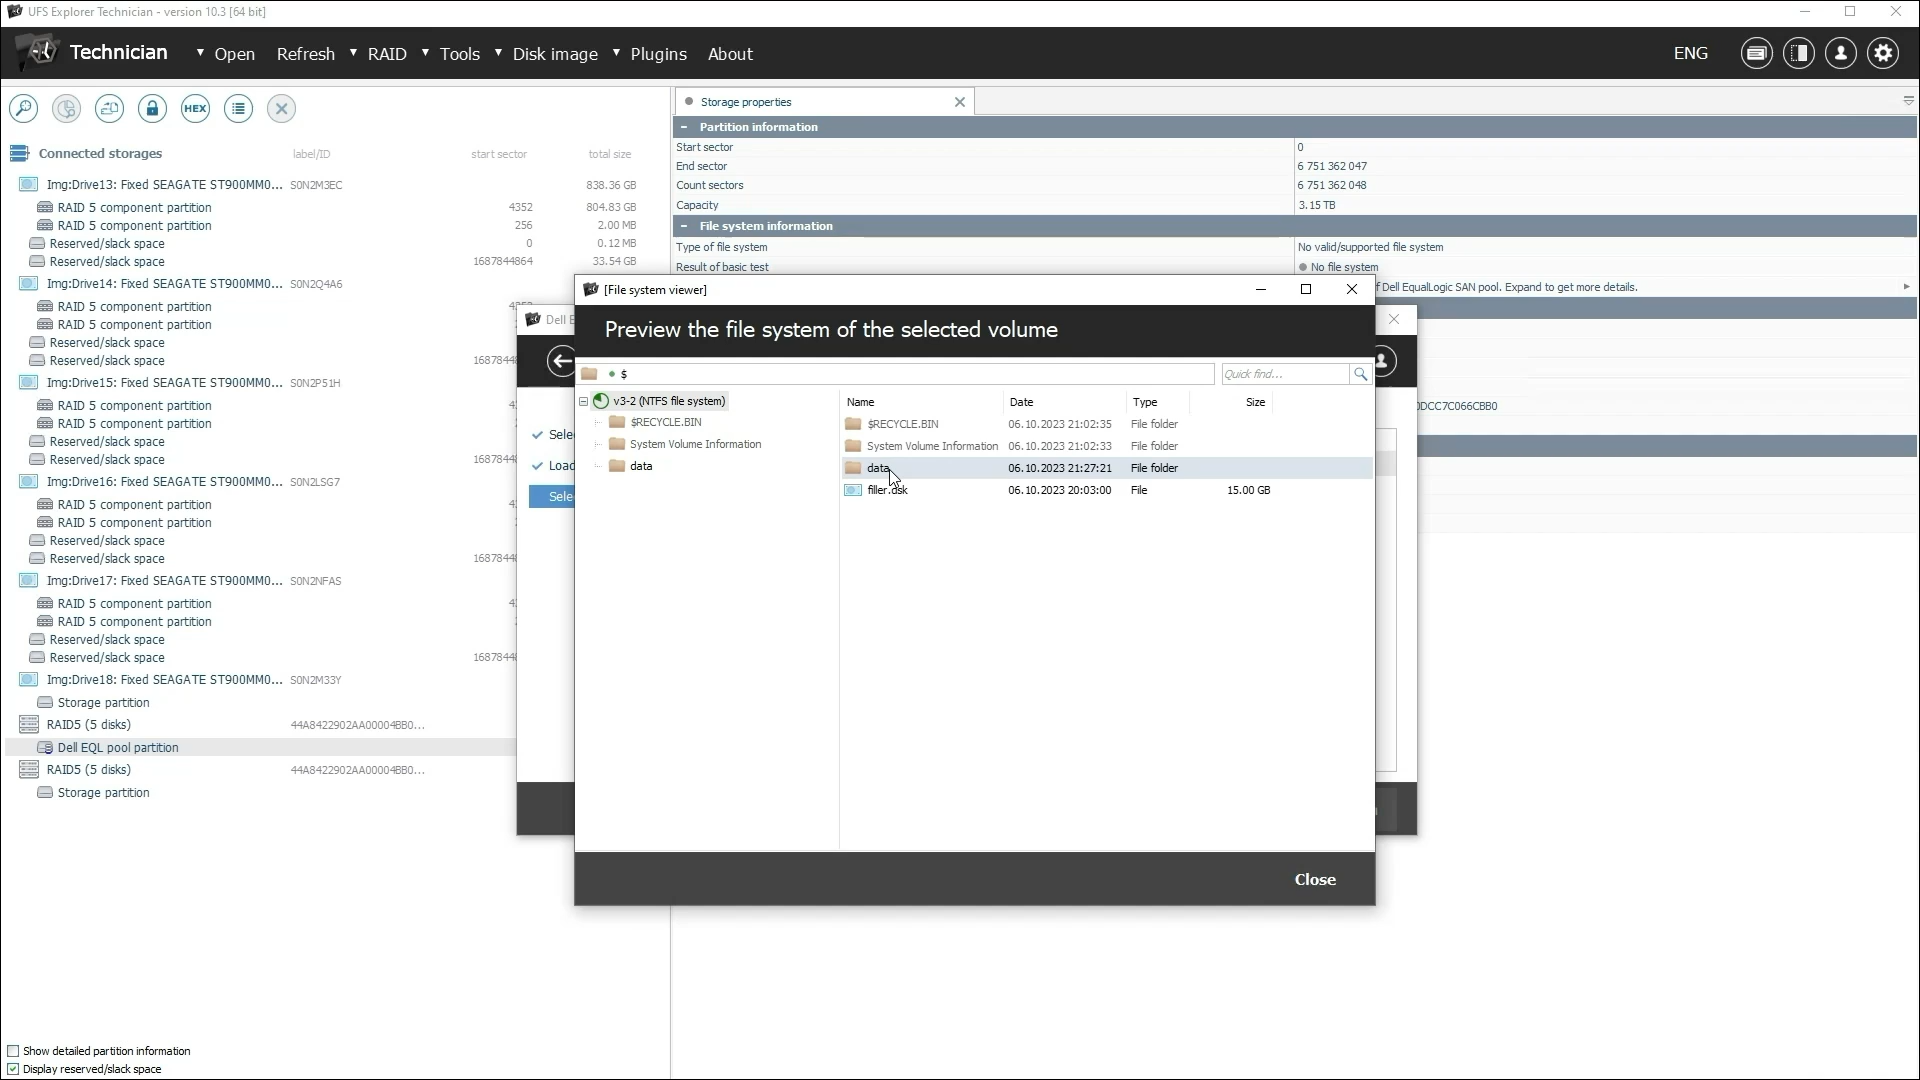 UFS Explorer Technician - version 10.3 [64 bit]
Technician Open Refresh RAID Tools Disk image Plugins About ENG
HEX
Connected storages label/ID start sector total size
Img:Drive13: Fixed SEAGATE ST900MM0... S0N2M3EC 838.36 GB
RAID 5 component partition 4352 804.83 GB
RAID 5 component partition 256 2.00 MB
Reserved/slack space 0 0.12 MB
Reserved/slack space 1687844864 33.54 GB
Img:Drive14: Fixed SEAGATE ST900MM0... S0N2Q4A6
RAID 5 component partition
RAID 5 component partition
Reserved/slack space
Reserved/slack space 16878448
Img:Drive15: Fixed SEAGATE ST900MM0... S0N2P51H
RAID 5 component partition
RAID 5 component partition
Reserved/slack space
Reserved/slack space 16878448
Img:Drive16: Fixed SEAGATE ST900MM0... S0N2LSG7
RAID 5 component partition
RAID 5 component partition
Reserved/slack space
Reserved/slack space 16878448
Img:Drive17: Fixed SEAGATE ST900MM0... S0N2NFAS
RAID 5 component partition
RAID 5 component partition
Reserved/slack space
Reserved/slack space 16878448
Img:Drive18: Fixed SEAGATE ST900MM0... S0N2M33Y
Storage partition
RAID5 (5 disks) 44A8422902AA00004BB0...
Dell EQL pool partition
RAID5 (5 disks) 44A8422902AA00004BB0...
Storage partition
Show detailed partition information
Display reserved/slack space
Storage properties
Partition information
Start sector 0
End sector 6 751 362 047
Count sectors 6 751 362 048
Capacity 3.15 TB
File system information
Type of file system No valid/supported file system
Result of basic test No file system
f Dell EqualLogic SAN pool. Expand to get more details.
DCC7C066CBB0
Dell E
Sele
Load
Sele
[File system viewer]
Preview the file system of the selected volume
$
Quick find...
v3-2 (NTFS file system)
$RECYCLE.BIN
System Volume Information
data
Name Date Type Size
$RECYCLE.BIN 06.10.2023 21:02:35 File folder
System Volume Information 06.10.2023 21:02:33 File folder
data 06.10.2023 21:27:21 File folder
filler.dsk 06.10.2023 20:03:00 File 15.00 GB
Close